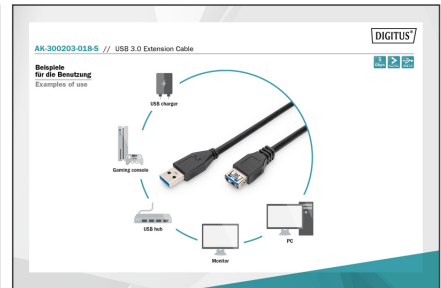 DIGITUS®
AK-300203-018-S // USB 3.0 Extension Cable
Beispiele
für die Benutzung
Examples of use
USB charger
Gaming console
USB hub
Monitor
PC